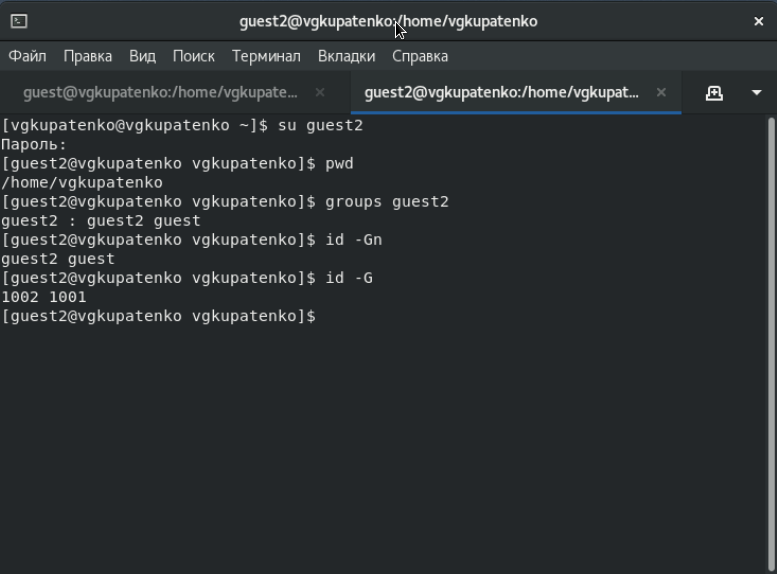 guest2@vgkupatenko:/home/vgkupatenko
Файл Правка Вид Поиск Терминал Вкладки Справка
guest@vgkupatenko:/home/vgkupate... guest2@vgkupatenko:/home/vgkupat...
[vgkupatenko@vgkupatenko ~]$ su guest2
Пароль:
[guest2@vgkupatenko vgkupatenko]$ pwd
/home/vgkupatenko
[guest2@vgkupatenko vgkupatenko]$ groups guest2
guest2 : guest2 guest
[guest2@vgkupatenko vgkupatenko]$ id -Gn
guest2 guest
[guest2@vgkupatenko vgkupatenko]$ id -G
1002 1001
[guest2@vgkupatenko vgkupatenko]$